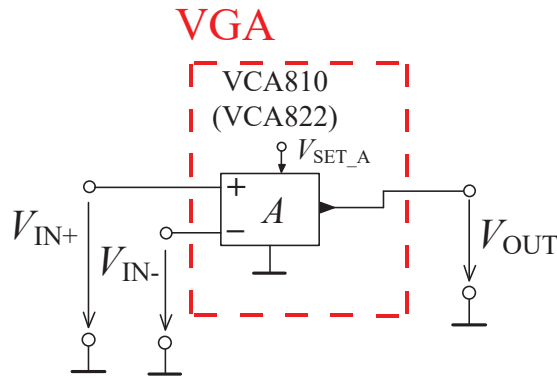 VGA
VCA810
(VCA822)
VSET_A
+
A
−
VIN+
VIN-
VOUT